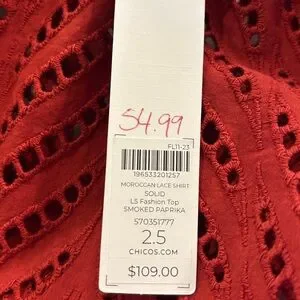 54.99
FL11-23
196533201257
MOROCCAN LACE SHIRT
SOLID
LS Fashion Top
SMOKED PAPRIKA
570351777
2.5
CHICOS.COM
$109.00